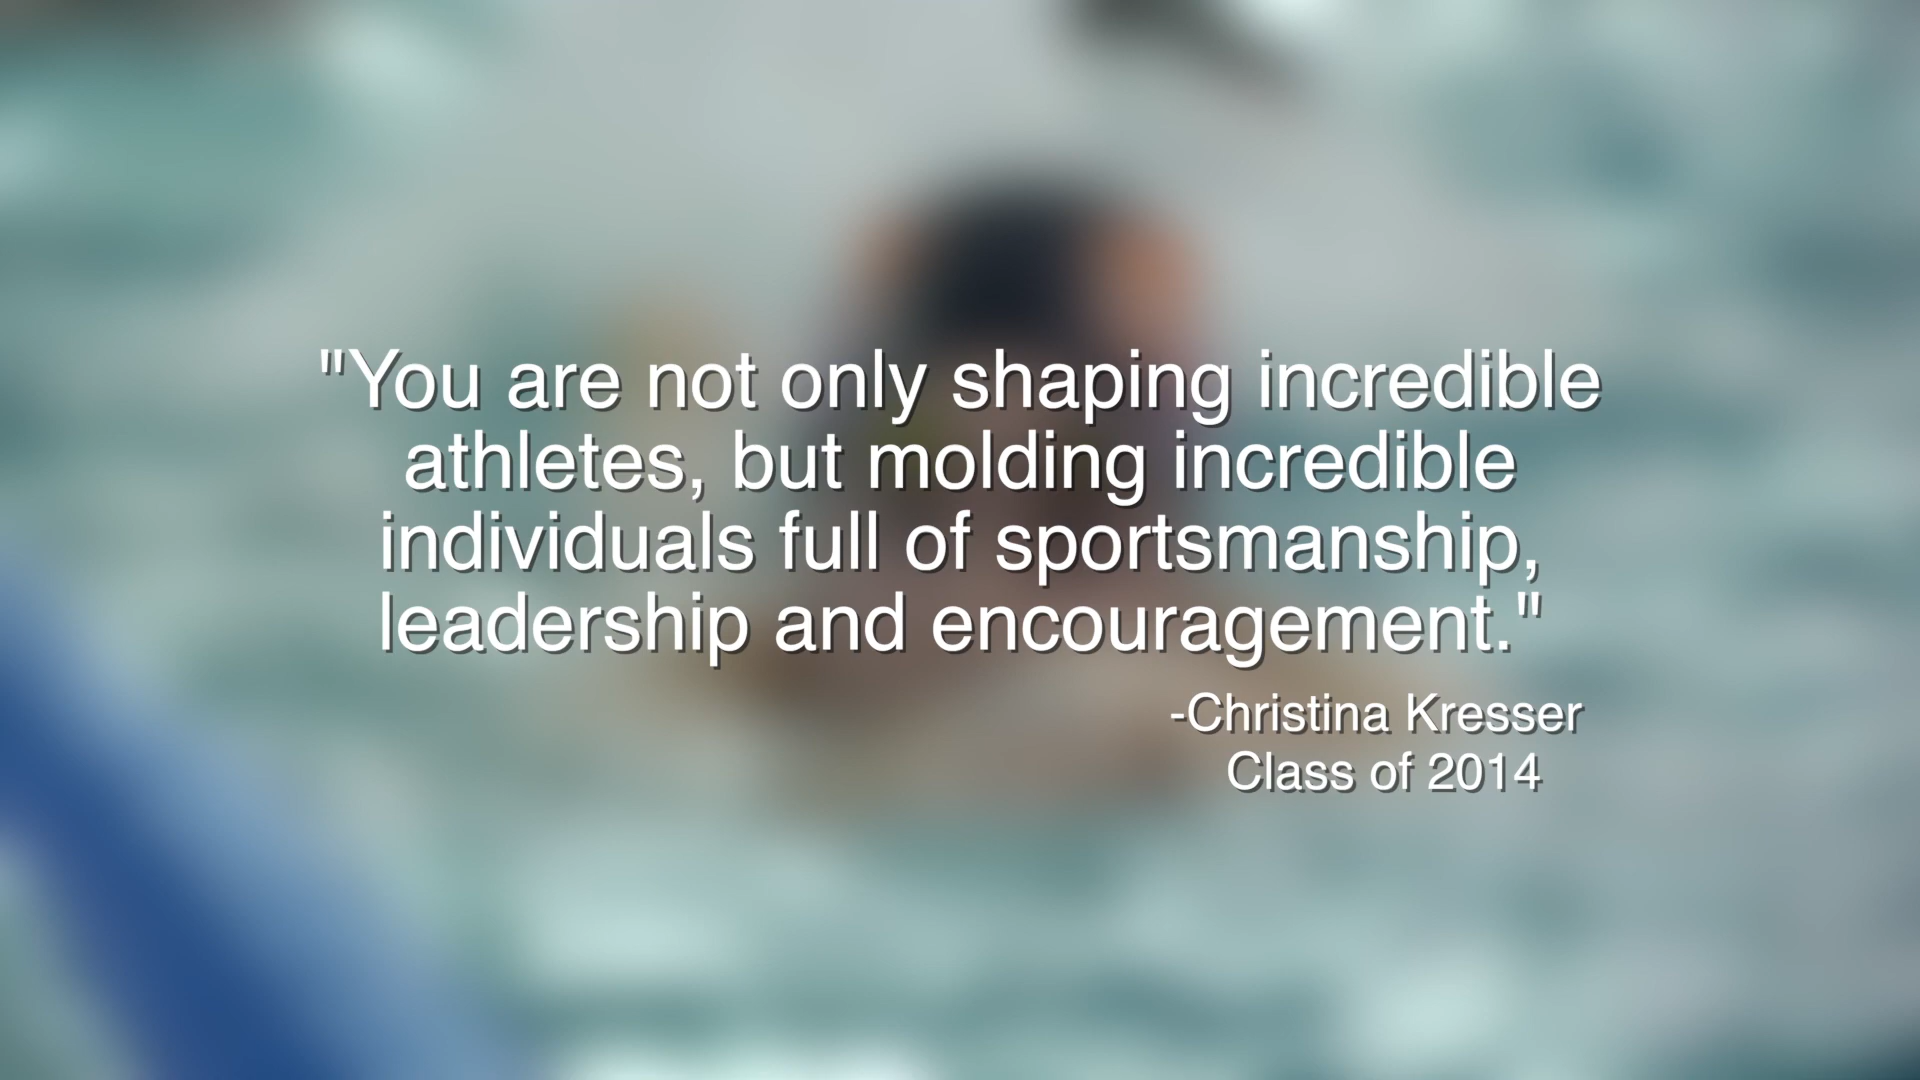 "You are not only shaping incredible
athletes, but molding incredible
individuals full of sportsmanship,
leadership and encouragement."
-Christina Kresser
Class of 2014